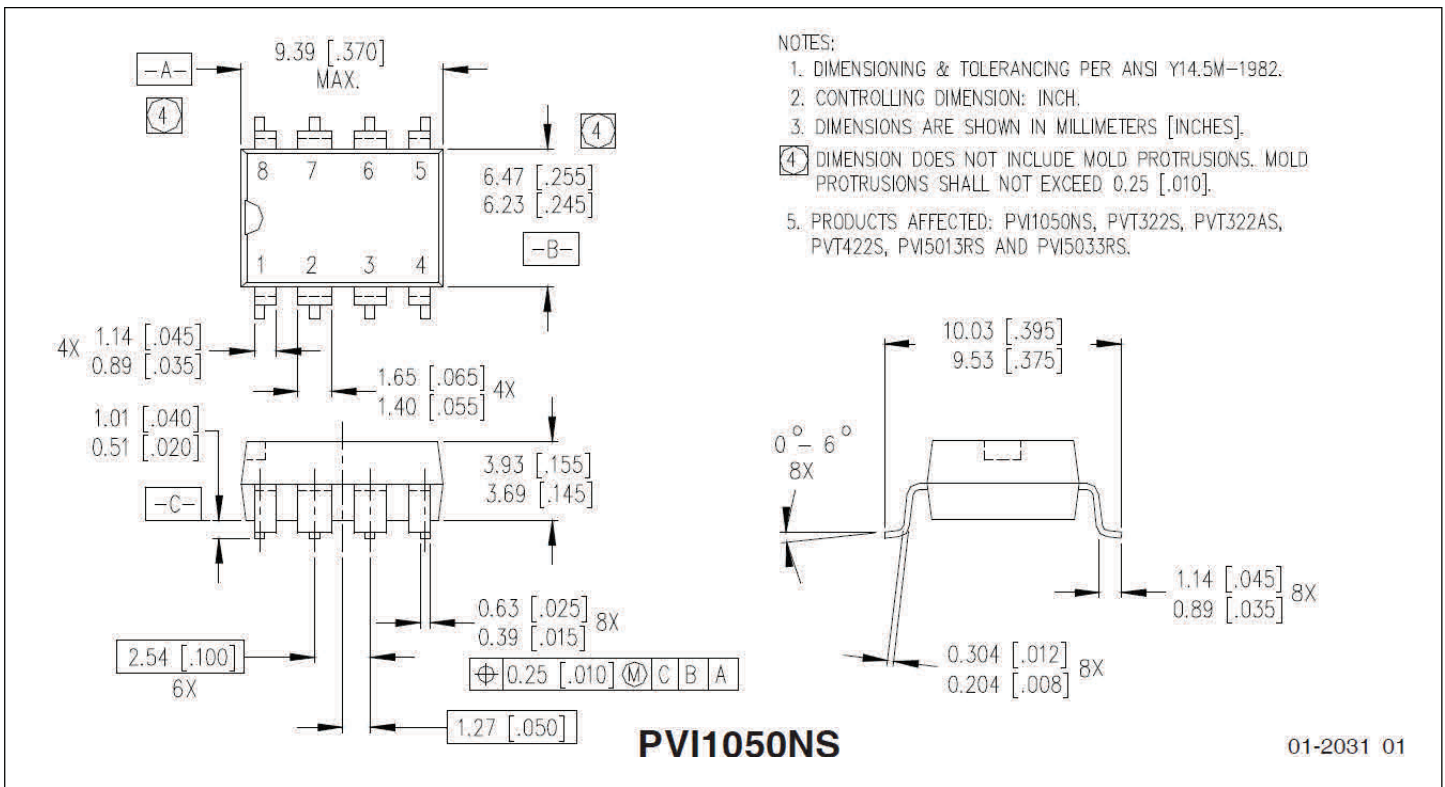 9.39 [.370]
MAX.
-A-
4
4
8 7 6 5
1 2 3 4
6.47 [.255]
6.23 [.245]
-B-
4X 1.14 [.045]
0.89 [.035]
1.65 [.065] 4X
1.40 [.055]
1.01 [.040]
0.51 [.020]
-C-
3.93 [.155]
3.69 [.145]
0.63 [.025] 8X
0.39 [.015]
2.54 [.100]
6X
⌖ 0.25 [.010] Ⓜ C B A
1.27 [.050]
NOTES:
1. DIMENSIONING & TOLERANCING PER ANSI Y14.5M-1982.
2. CONTROLLING DIMENSION: INCH.
3. DIMENSIONS ARE SHOWN IN MILLIMETERS [INCHES].
4 DIMENSION DOES NOT INCLUDE MOLD PROTRUSIONS. MOLD
PROTRUSIONS SHALL NOT EXCEED 0.25 [.010].
5. PRODUCTS AFFECTED: PVI1050NS, PVT322S, PVT322AS,
PVT422S, PVI5013RS AND PVI5033RS.
10.03 [.395]
9.53 [.375]
0° - 6°
8X
1.14 [.045] 8X
0.89 [.035]
0.304 [.012] 8X
0.204 [.008]
PVI1050NS
01-2031 01